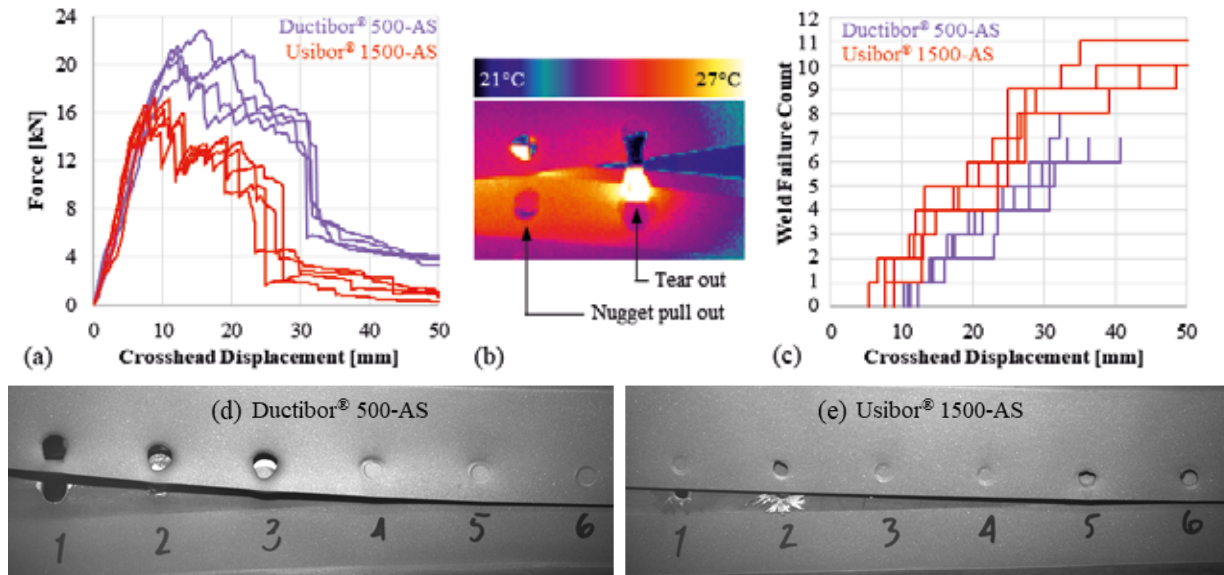 24
20
16
12
8
4
0
Force [kN]
Ductibor® 500-AS
Usibor® 1500-AS
0 10 20 30 40 50
(a) Crosshead Displacement [mm]
21°C 27°C
Tear out
Nugget pull out
(b)
12
11
10
9
8
7
6
5
4
3
2
1
0
Weld Failure Count
Ductibor® 500-AS
Usibor® 1500-AS
0 10 20 30 40 50
(c) Crosshead Displacement [mm]
(d) Ductibor® 500-AS
1 2 3 4 5 6
(e) Usibor® 1500-AS
1 2 3 4 5 6